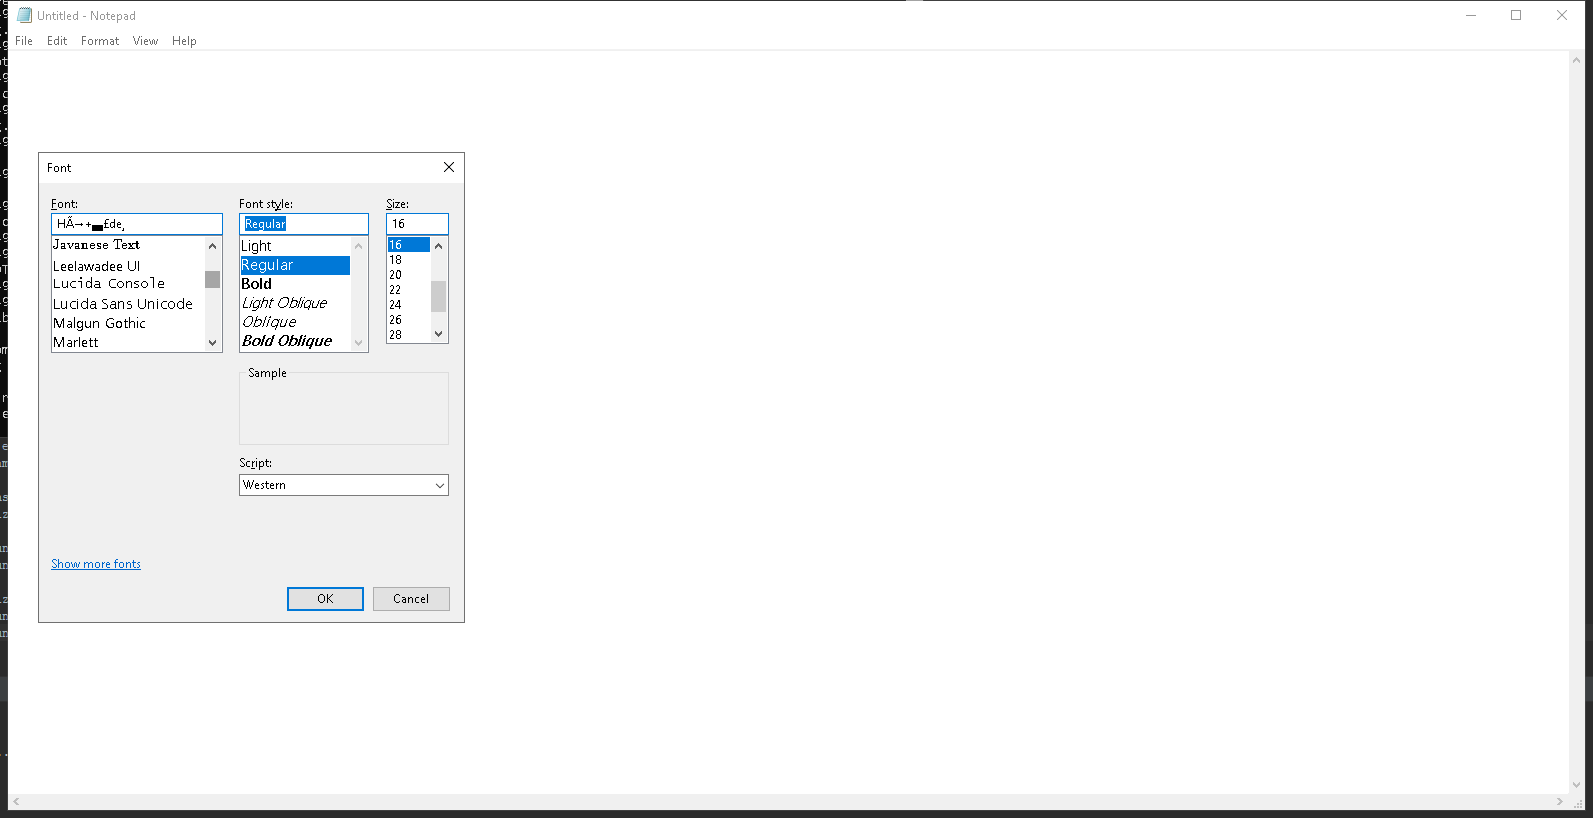 Untitled - Notepad
File Edit Format View Help
Font
Font: Font style: Size:
Regular 16
Javanese Text
Leelawadee UI
Lucida Console
Lucida Sans Unicode
Malgun Gothic
Marlett
Light
Regular
Bold
Light Oblique
Oblique
Bold Oblique
16
18
20
22
24
26
28
Sample
Script:
Western
Show more fonts
OK Cancel